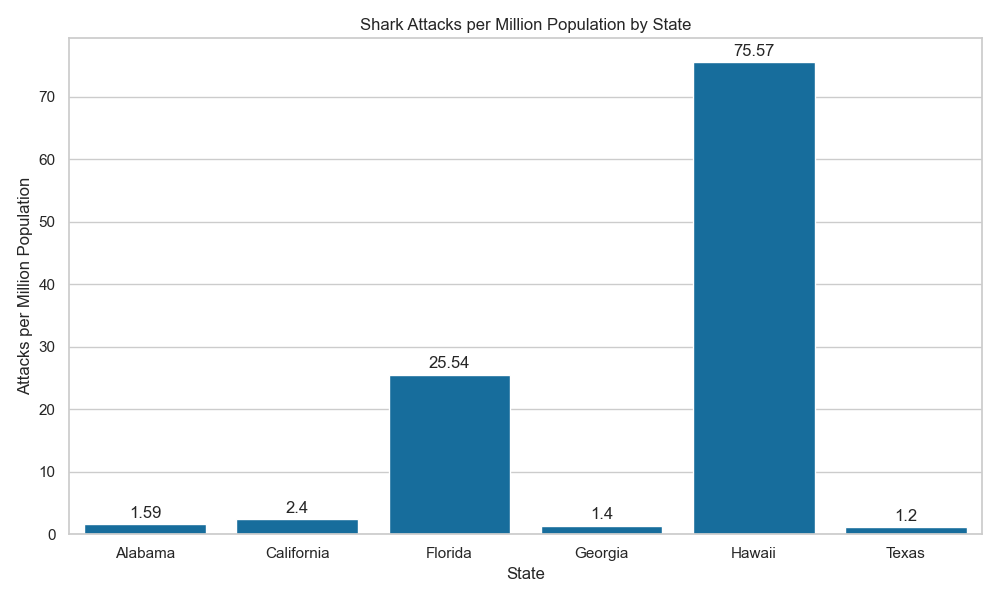 Shark Attacks per Million Population by State
Attacks per Million Population
70
60
50
40
30
20
10
0
1.59
2.4
25.54
1.4
75.57
1.2
Alabama
California
Florida
Georgia
Hawaii
Texas
State